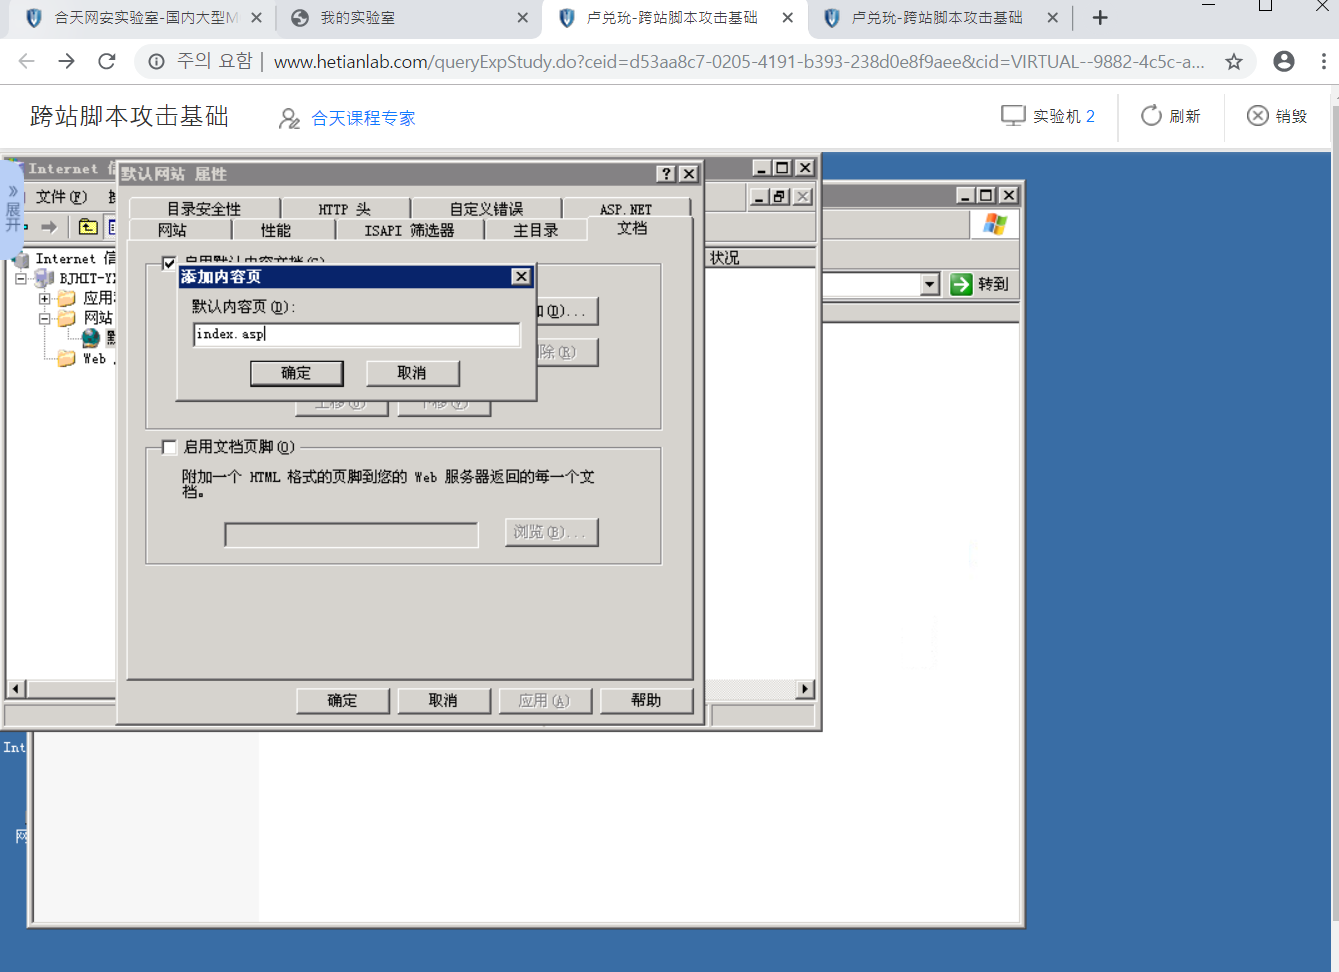 合天网安实验室-国内大型M
我的实验室
卢兑玧-跨站脚本攻击基础
卢兑玧-跨站脚本攻击基础
주의 요함
www.hetianlab.com/queryExpStudy.do?ceid=d53aa8c7-0205-4191-b393-238d0e8f9aee&cid=VIRTUAL--9882-4c5c-a...
跨站脚本攻击基础
合天课程专家
实验机 2
刷新
销毁
»
展开
Internet 信
默认网站 属性
文件(F)
目录安全性
HTTP 头
自定义错误
ASP.NET
网站
性能
ISAPI 筛选器
主目录
文档
状况
转到
Internet 信
BJHIT-YX
应用
网站
默
Web
启用默认内容文档(C)
添加内容页
默认内容页(D):
index.asp
确定
取消
加(D)...
删除(R)
上移(U)
下移(V)
启用文档页脚(O)
附加一个 HTML 格式的页脚到您的 Web 服务器返回的每一个文
档。
浏览(B)...
确定
取消
应用(A)
帮助
Int
网